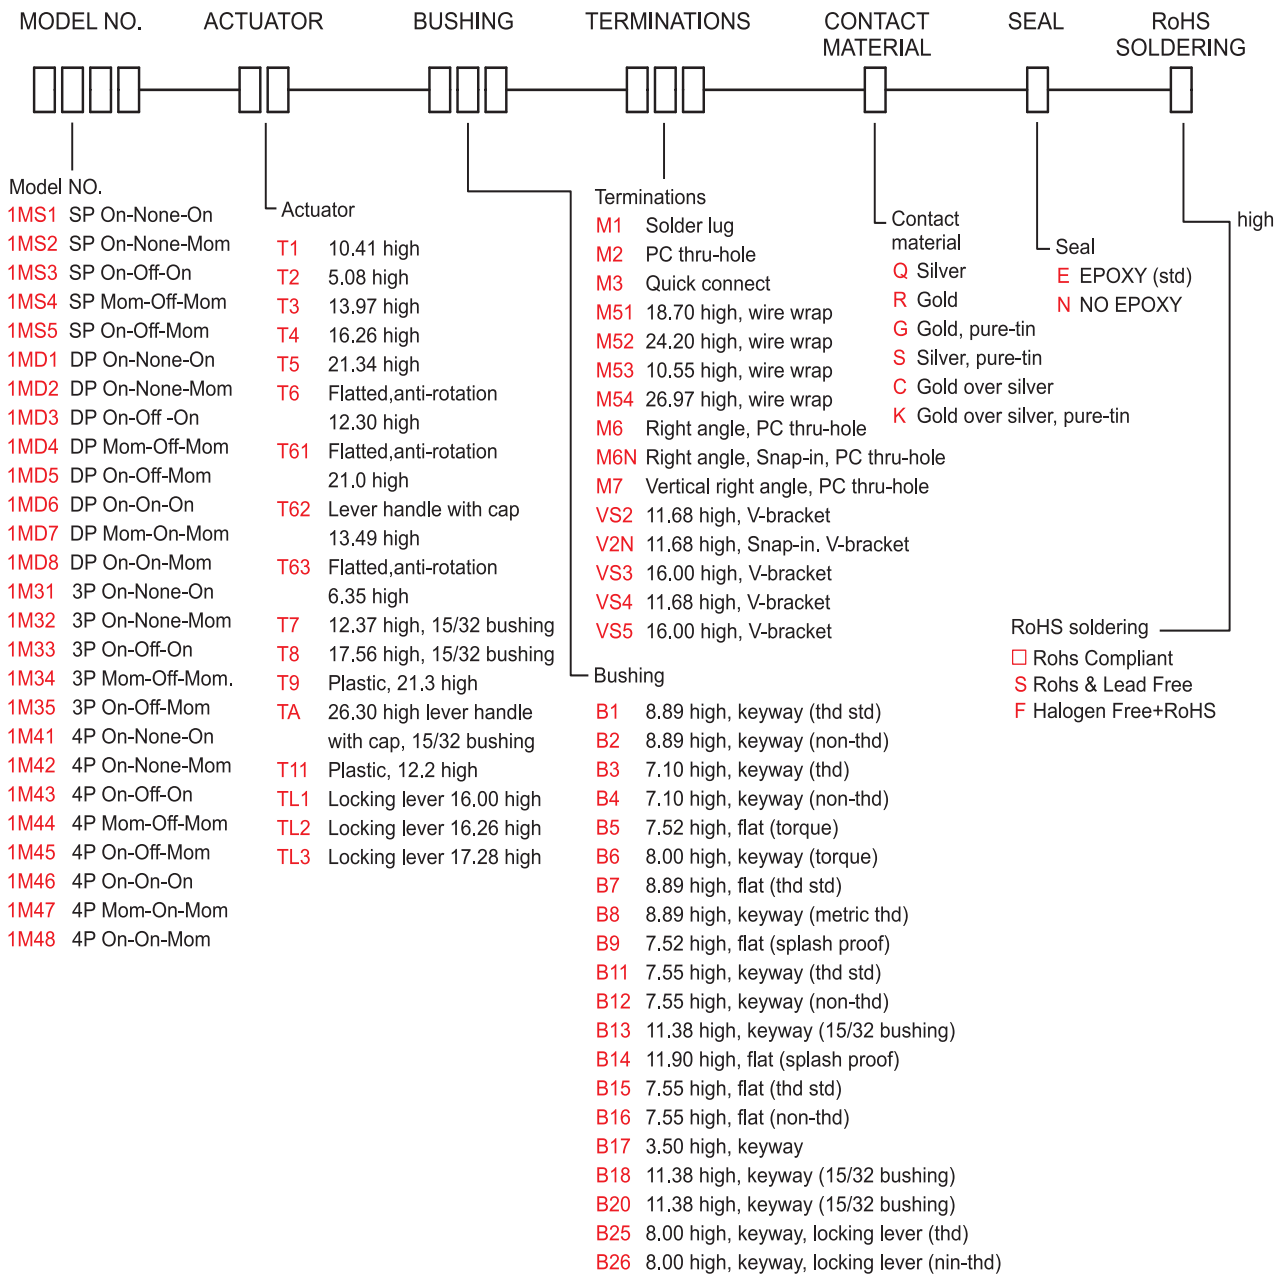 MODEL NO.
ACTUATOR
BUSHING
TERMINATIONS
CONTACT
MATERIAL
SEAL
RoHS
SOLDERING
Model NO.
1MS1 SP On-None-On
1MS2 SP On-None-Mom
1MS3 SP On-Off-On
1MS4 SP Mom-Off-Mom
1MS5 SP On-Off-Mom
1MD1 DP On-None-On
1MD2 DP On-None-Mom
1MD3 DP On-Off -On
1MD4 DP Mom-Off-Mom
1MD5 DP On-Off-Mom
1MD6 DP On-On-On
1MD7 DP Mom-On-Mom
1MD8 DP On-On-Mom
1M31 3P On-None-On
1M32 3P On-None-Mom
1M33 3P On-Off-On
1M34 3P Mom-Off-Mom.
1M35 3P On-Off-Mom
1M41 4P On-None-On
1M42 4P On-None-Mom
1M43 4P On-Off-On
1M44 4P Mom-Off-Mom
1M45 4P On-Off-Mom
1M46 4P On-On-On
1M47 4P Mom-On-Mom
1M48 4P On-On-Mom
Actuator
T1 10.41 high
T2 5.08 high
T3 13.97 high
T4 16.26 high
T5 21.34 high
T6 Flatted,anti-rotation
12.30 high
T61 Flatted,anti-rotation
21.0 high
T62 Lever handle with cap
13.49 high
T63 Flatted,anti-rotation
6.35 high
T7 12.37 high, 15/32 bushing
T8 17.56 high, 15/32 bushing
T9 Plastic, 21.3 high
TA 26.30 high lever handle
with cap, 15/32 bushing
T11 Plastic, 12.2 high
TL1 Locking lever 16.00 high
TL2 Locking lever 16.26 high
TL3 Locking lever 17.28 high
Terminations
M1 Solder lug
M2 PC thru-hole
M3 Quick connect
M51 18.70 high, wire wrap
M52 24.20 high, wire wrap
M53 10.55 high, wire wrap
M54 26.97 high, wire wrap
M6 Right angle, PC thru-hole
M6N Right angle, Snap-in, PC thru-hole
M7 Vertical right angle, PC thru-hole
VS2 11.68 high, V-bracket
V2N 11.68 high, Snap-in. V-bracket
VS3 16.00 high, V-bracket
VS4 11.68 high, V-bracket
VS5 16.00 high, V-bracket
Bushing
B1 8.89 high, keyway (thd std)
B2 8.89 high, keyway (non-thd)
B3 7.10 high, keyway (thd)
B4 7.10 high, keyway (non-thd)
B5 7.52 high, flat (torque)
B6 8.00 high, keyway (torque)
B7 8.89 high, flat (thd std)
B8 8.89 high, keyway (metric thd)
B9 7.52 high, flat (splash proof)
B11 7.55 high, keyway (thd std)
B12 7.55 high, keyway (non-thd)
B13 11.38 high, keyway (15/32 bushing)
B14 11.90 high, flat (splash proof)
B15 7.55 high, flat (thd std)
B16 7.55 high, flat (non-thd)
B17 3.50 high, keyway
B18 11.38 high, keyway (15/32 bushing)
B20 11.38 high, keyway (15/32 bushing)
B25 8.00 high, keyway, locking lever (thd)
B26 8.00 high, keyway, locking lever (nin-thd)
Contact
material
Q Silver
R Gold
G Gold, pure-tin
S Silver, pure-tin
C Gold over silver
K Gold over silver, pure-tin
Seal
E EPOXY (std)
N NO EPOXY
high
RoHS soldering
□ Rohs Compliant
S Rohs & Lead Free
F Halogen Free+RoHS